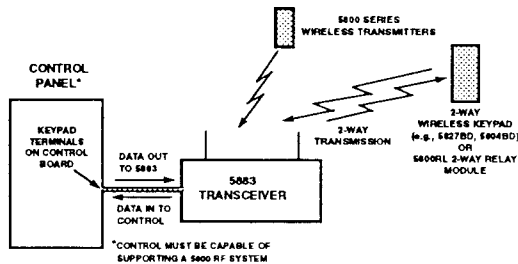 5800 SERIES
WIRELESS TRANSMITTERS
CONTROL
PANEL*
KEYPAD
TERMINALS
ON CONTROL
BOARD
DATA OUT
TO 5883
DATA IN TO
CONTROL
5883
TRANSCEIVER
2-WAY
TRANSMISSION
2-WAY
WIRELESS KEYPAD
(e.g., 5827BD, 5804BD)
OR
5800RL 2-WAY RELAY
MODULE
*CONTROL MUST BE CAPABLE OF
SUPPORTING A 5800 RF SYSTEM